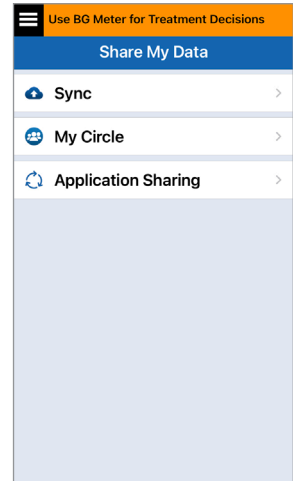 Use BG Meter for Treatment Decisions
Share My Data
Sync
My Circle
Application Sharing